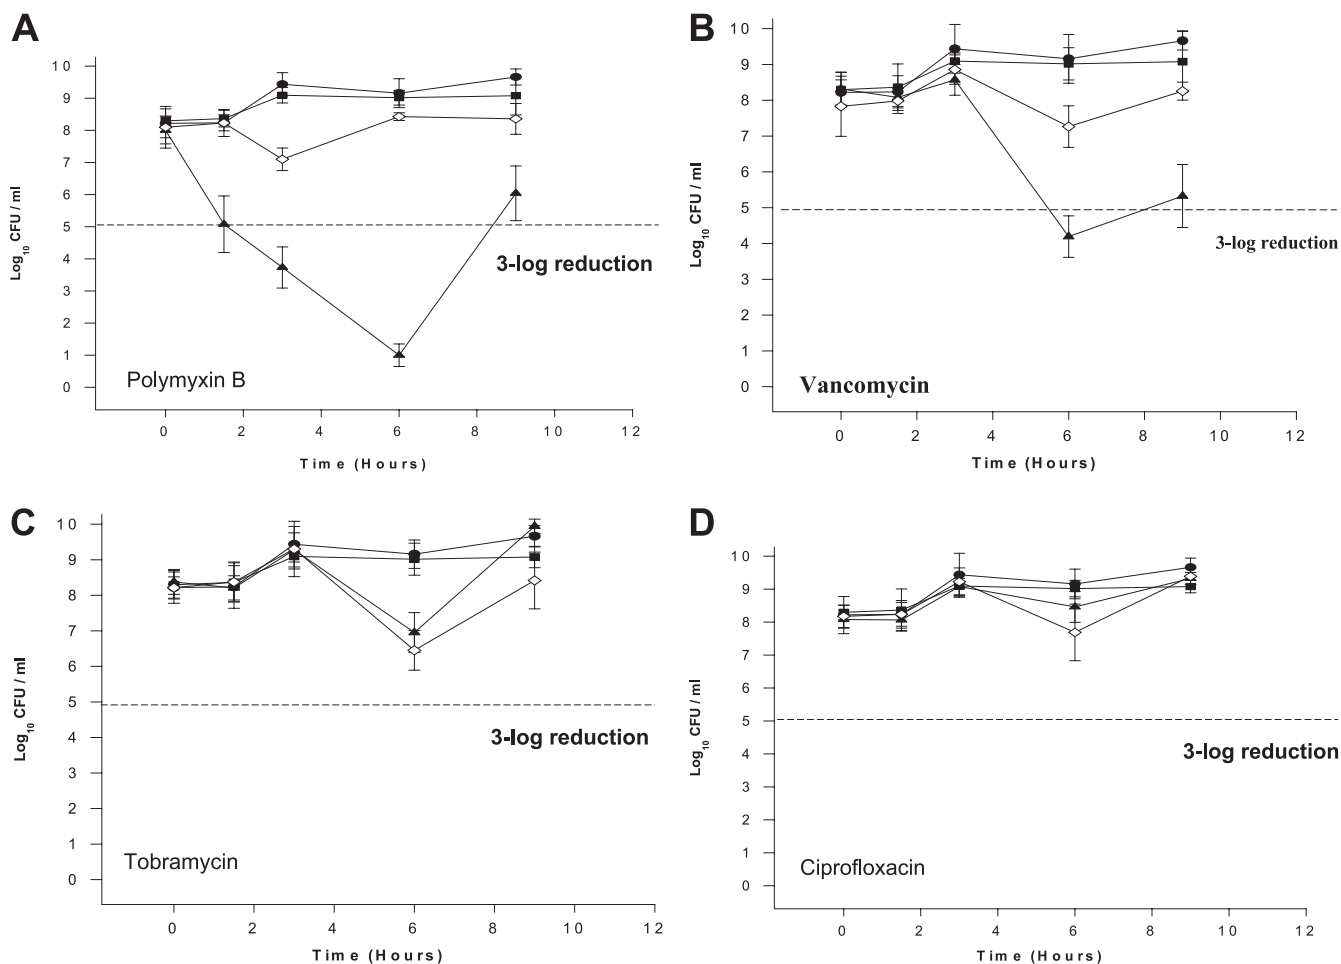 A
10
9
8
7
6
5
4
3
2
1
0
Log10 CFU / ml
3-log reduction
Polymyxin B
0 2 4 6 8 10 12
Time (Hours)
B
10
9
8
7
6
5
4
3
2
1
0
Log10 CFU / ml
3-log reduction
Vancomycin
0 2 4 6 8 10 12
Time (Hours)
C
10
9
8
7
6
5
4
3
2
1
0
Log10 CFU / ml
3-log reduction
Tobramycin
0 2 4 6 8 10 12
Time (Hours)
D
10
9
8
7
6
5
4
3
2
1
0
Log10 CFU / ml
3-log reduction
Ciprofloxacin
0 2 4 6 8 10 12
Time (Hours)